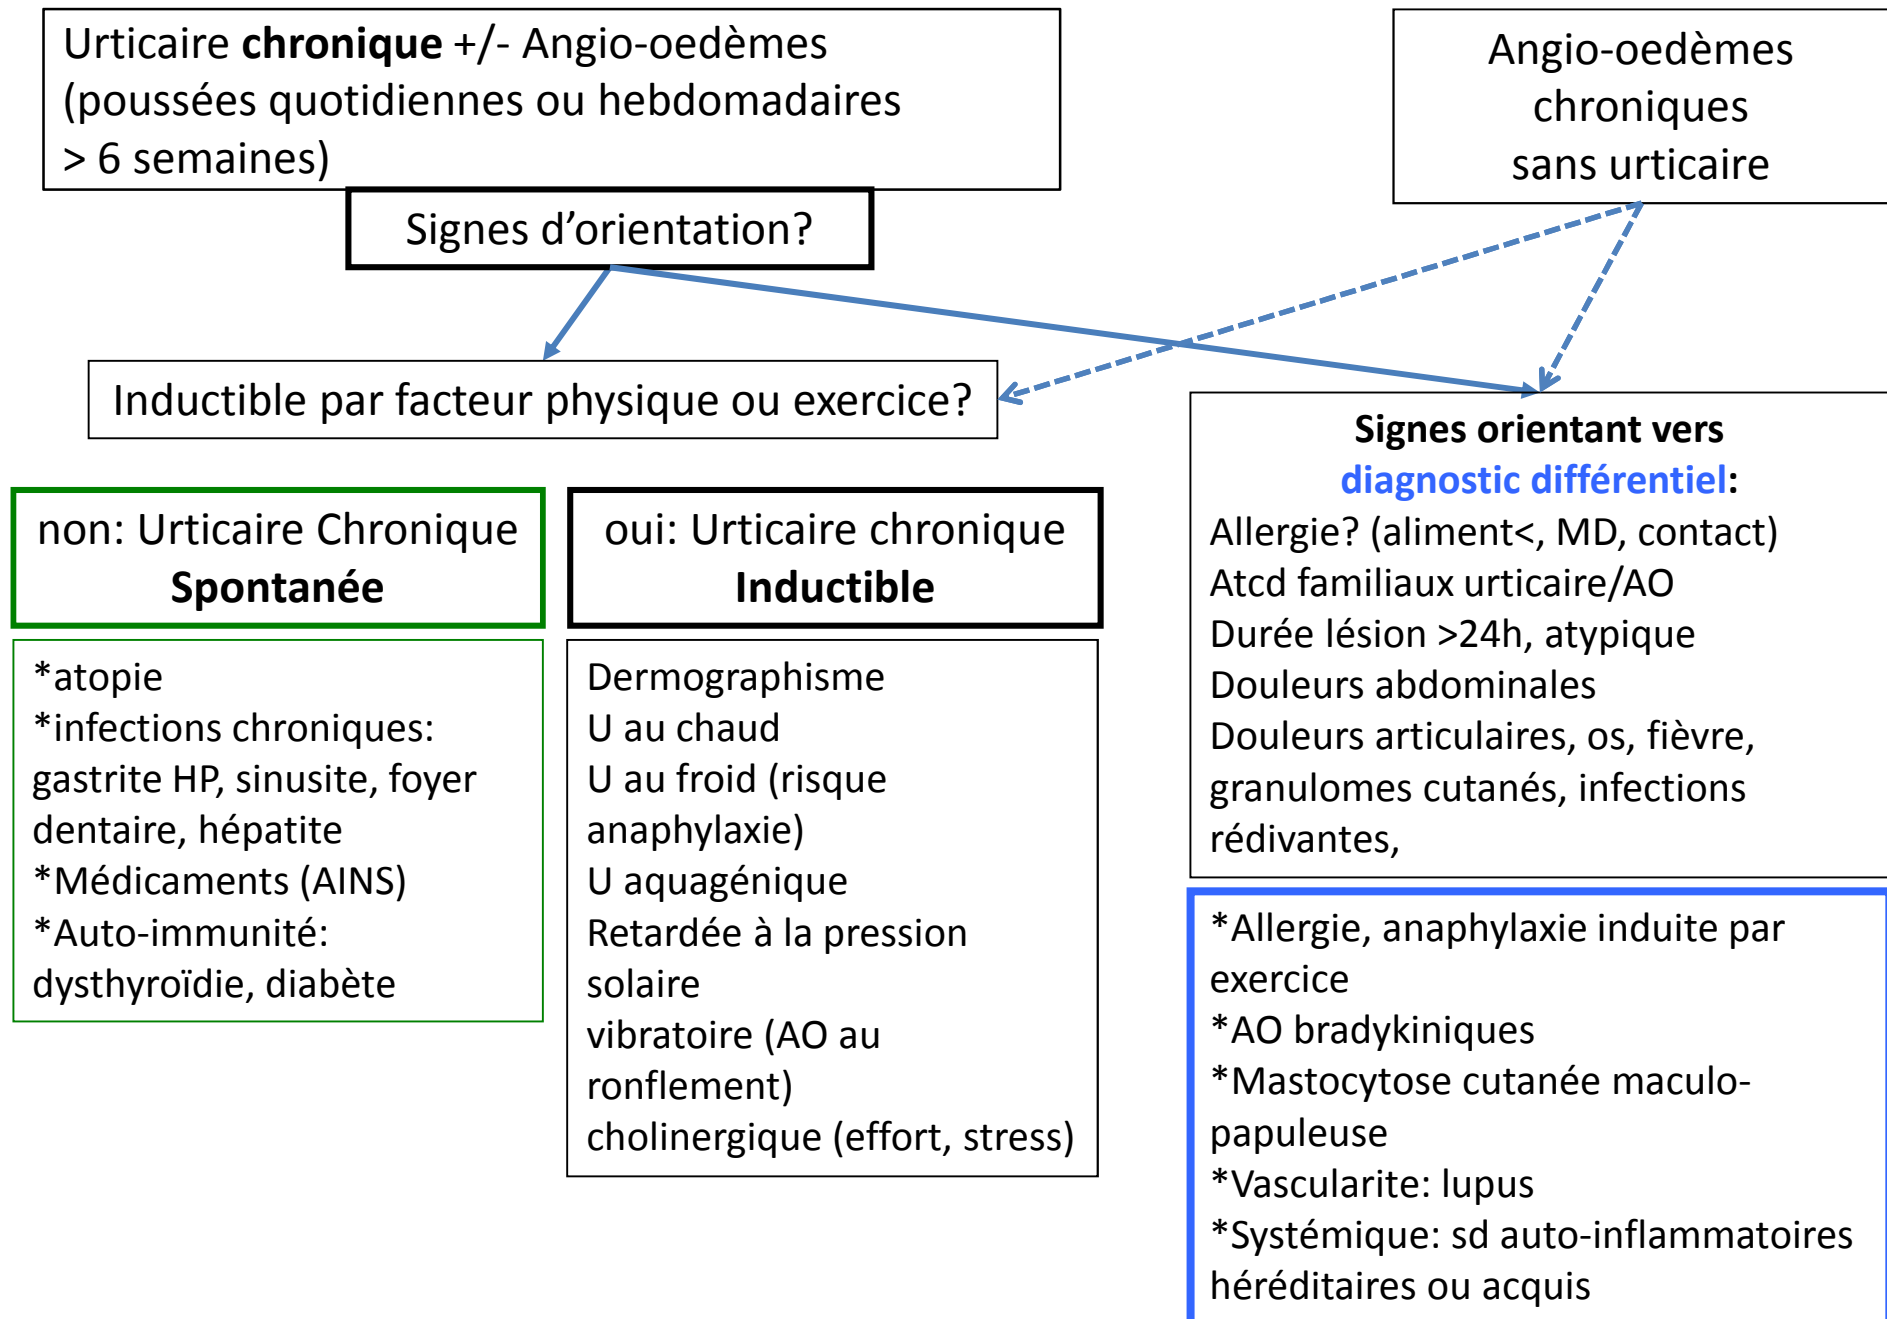 Urticaire chronique +/- Angio-oedèmes
(poussées quotidiennes ou hebdomadaires
> 6 semaines)
Angio-oedèmes
chroniques
sans urticaire
Signes d’orientation?
Inductible par facteur physique ou exercice?
non: Urticaire Chronique
Spontanée
*atopie
*infections chroniques:
gastrite HP, sinusite, foyer
dentaire, hépatite
*Médicaments (AINS)
*Auto-immunité:
dysthyroïdie, diabète
oui: Urticaire chronique
Inductible
Dermographisme
U au chaud
U au froid (risque
anaphylaxie)
U aquagénique
Retardée à la pression
solaire
vibratoire (AO au
ronflement)
cholinergique (effort, stress)
Signes orientant vers
diagnostic différentiel:
Allergie? (aliment<, MD, contact)
Atcd familiaux urticaire/AO
Durée lésion >24h, atypique
Douleurs abdominales
Douleurs articulaires, os, fièvre,
granulomes cutanés, infections
rédivantes,
*Allergie, anaphylaxie induite par
exercice
*AO bradykiniques
*Mastocytose cutanée maculo-
papuleuse
*Vascularite: lupus
*Systémique: sd auto-inflammatoires
héréditaires ou acquis